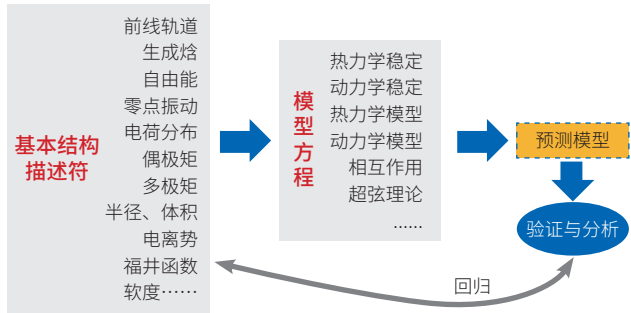 基本结构
描述符
前线轨道
生成焓
自由能
零点振动
电荷分布
偶极矩
多极矩
半径、体积
电离势
福井函数
软度……
模
型
方
程
热力学稳定
动力学稳定
热力学模型
动力学模型
相互作用
超弦理论
......
预测模型
验证与分析
回归